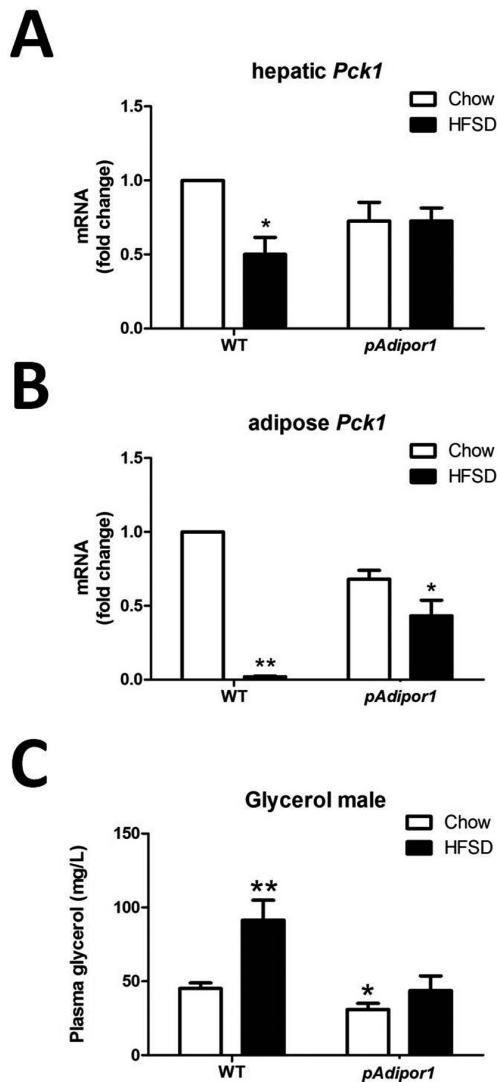 A
hepatic Pck1
Chow
HFSD
mRNA
(fold change)
1.5
1.0
0.5
0.0
*
WT
pAdipor1
B
adipose Pck1
Chow
HFSD
mRNA
(fold change)
1.5
1.0
0.5
0.0
**
*
WT
pAdipor1
C
Glycerol male
Chow
HFSD
Plasma glycerol (mg/L)
150
100
50
0
**
*
WT
pAdipor1